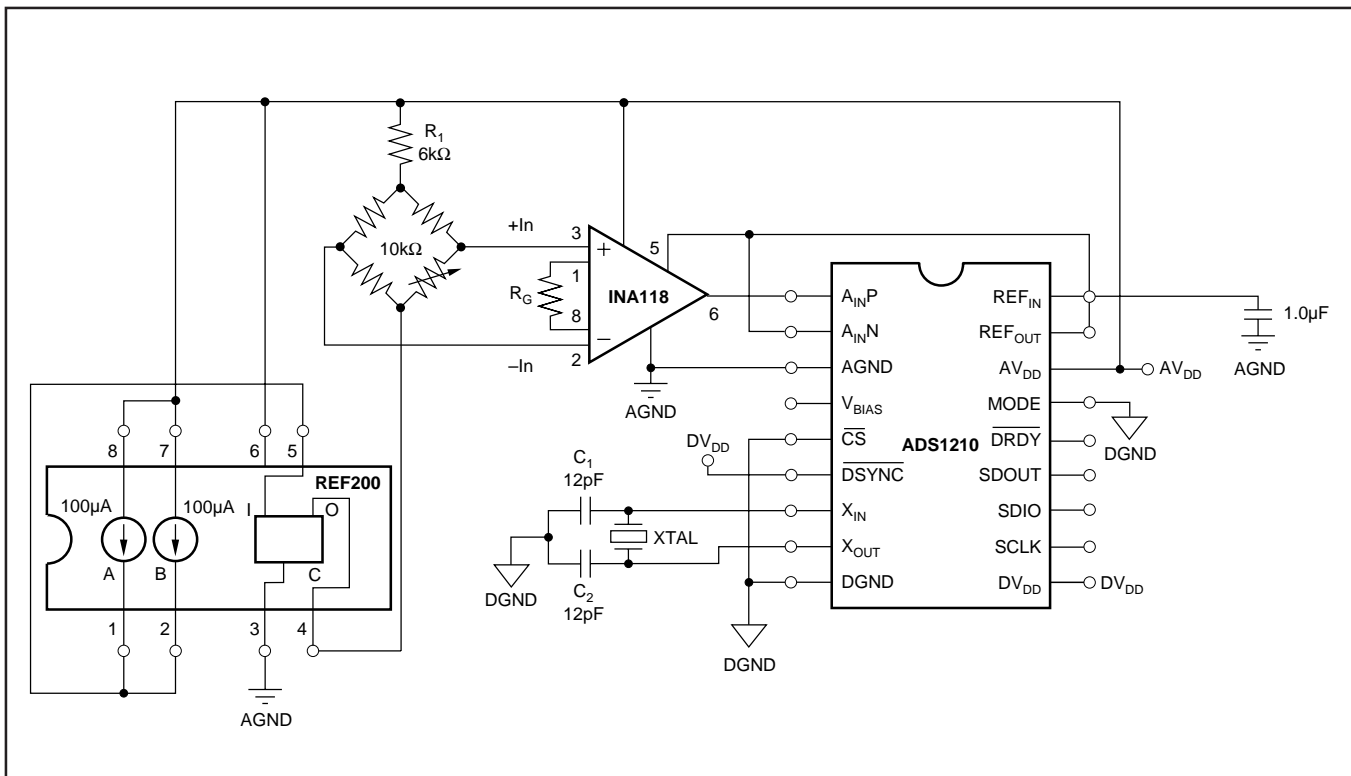 R1
6kΩ
+In
10kΩ
3
5
1
RG
INA118
6
8
2
–In
AGND
AINP
REFIN
1.0µF
AINN
REFOUT
AGND
AGND
AVDD
AVDD
VBIAS
MODE
DGND
DVDD
CS
ADS1210
DRDY
DSYNC
SDOUT
C1
12pF
XIN
SDIO
XTAL
XOUT
SCLK
DGND
C2
12pF
DGND
DVDD
DVDD
DGND
8
7
6
5
REF200
100µA
100µA
I
O
A
B
C
1
2
3
4
AGND